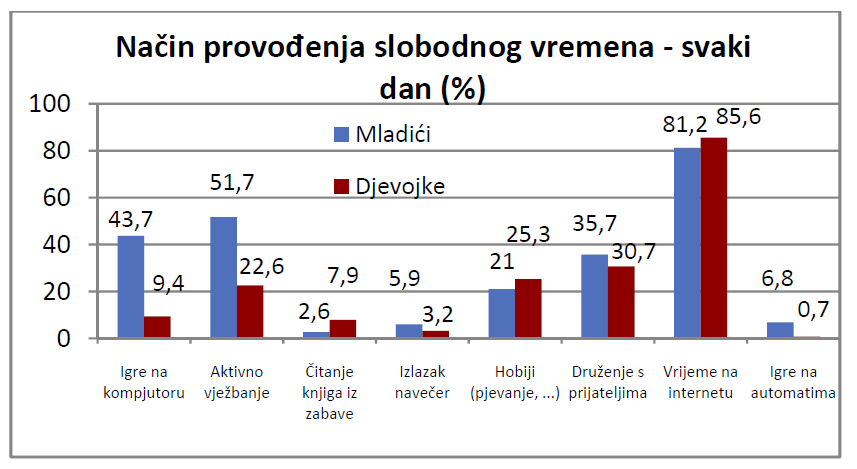 Način provođenja slobodnog vremena - svaki
dan (%)
100
80
60
40
20
0
Mladići
Djevojke
43,7
9,4
51,7
22,6
2,6
7,9
5,9
3,2
21
25,3
35,7
30,7
81,2
85,6
6,8
0,7
Igre na
kompjutoru
Aktivno
vježbanje
Čitanje
knjiga iz
zabave
Izlazak
navečer
Hobiji
(pjevanje, ...)
Druženje s
prijateljima
Vrijeme na
internetu
Igre na
automatima